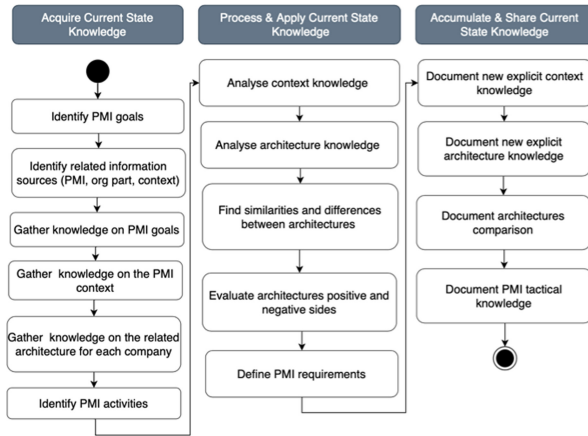 Acquire Current State
Knowledge
Identify PMI goals
Identify related information
sources (PMI, org part, context)
Gather knowledge on PMI goals
Gather knowledge on the PMI
context
Gather knowledge on the related
architecture for each company
Identify PMI activities
Process & Apply Current State
Knowledge
Analyse context knowledge
Analyse architecture knowledge
Find similarities and differences
between architectures
Evaluate architectures positive and
negative sides
Define PMI requirements
Accumulate & Share Current
State Knowledge
Document new explicit context
knowledge
Document new explicit
architecture knowledge
Document architectures
comparison
Document PMI tactical
knowledge